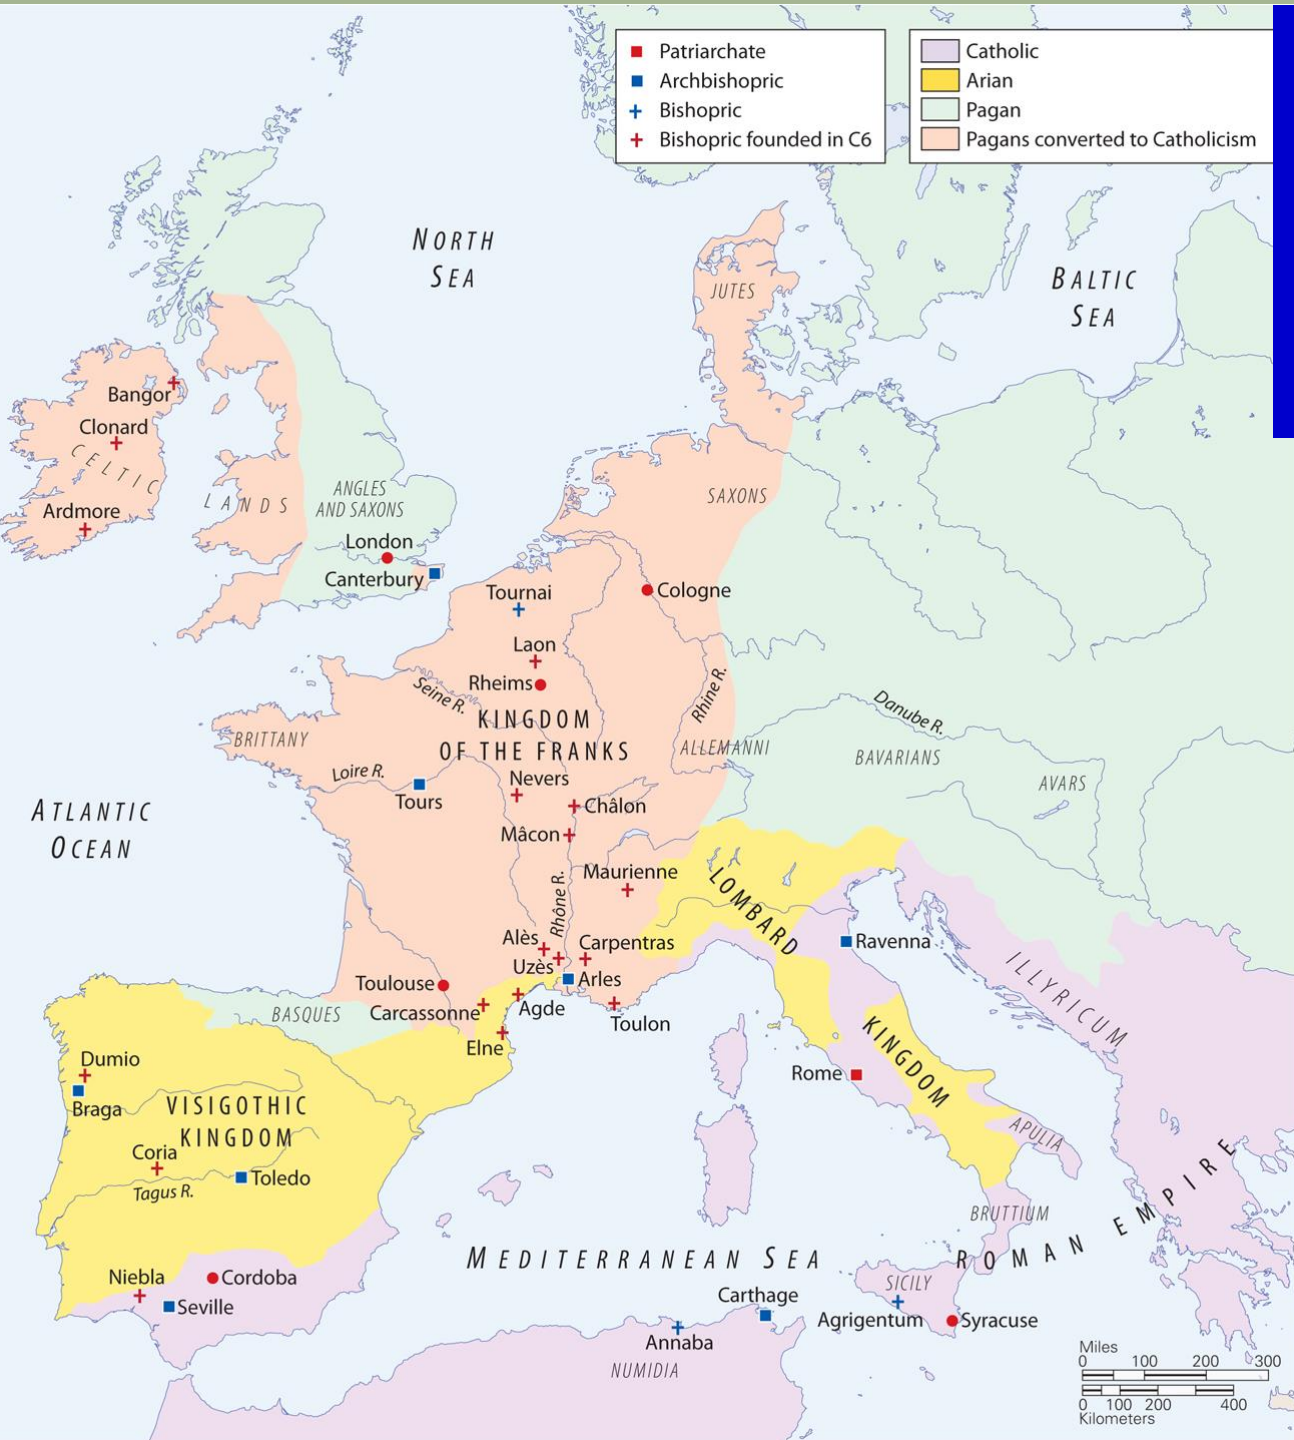 Patriarchate
Archbishopric
Bishopric
Bishopric founded in C6
Catholic
Arian
Pagan
Pagans converted to Catholicism
NORTH
SEA
BALTIC
SEA
JUTES
Bangor
Clonard
CELTIC
LANDS
Ardmore
ANGLES
AND SAXONS
SAXONS
London
Canterbury
Tournai
Cologne
Laon
Rheims
Seine R.
Rhine R.
KINGDOM
OF THE FRANKS
Danube R.
BRITTANY
ALLEMANNI
BAVARIANS
AVARS
Loire R.
Tours
Nevers
Châlon
Mâcon
ATLANTIC
OCEAN
Maurienne
Rhône R.
LOMBARD
KINGDOM
Alès
Carpentras
Uzès
Ravenna
ILLYRICUM
Toulouse
Arles
Carcassonne
Agde
Toulon
BASQUES
Elne
Dumio
Braga
VISIGOTHIC
KINGDOM
Rome
APULIA
Coria
Toledo
Tagus R.
BRUTTIUM
ROMAN EMPIRE
MEDITERRANEAN SEA
Niebla
Cordoba
Seville
SICILY
Carthage
Agrigentum
Syracuse
Annaba
NUMIDIA
Miles
0 100 200 300
0 100 200 400
Kilometers